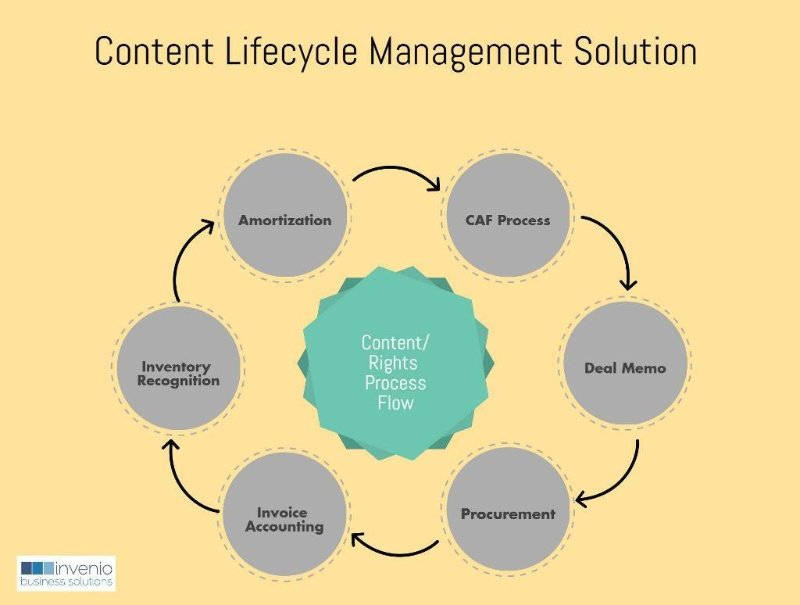 Content Lifecycle Management Solution
Amortization
CAF Process
Inventory
Recognition
Content/
Rights
Process
Flow
Deal Memo
Invoice
Accounting
Procurement
invenio
business solutions